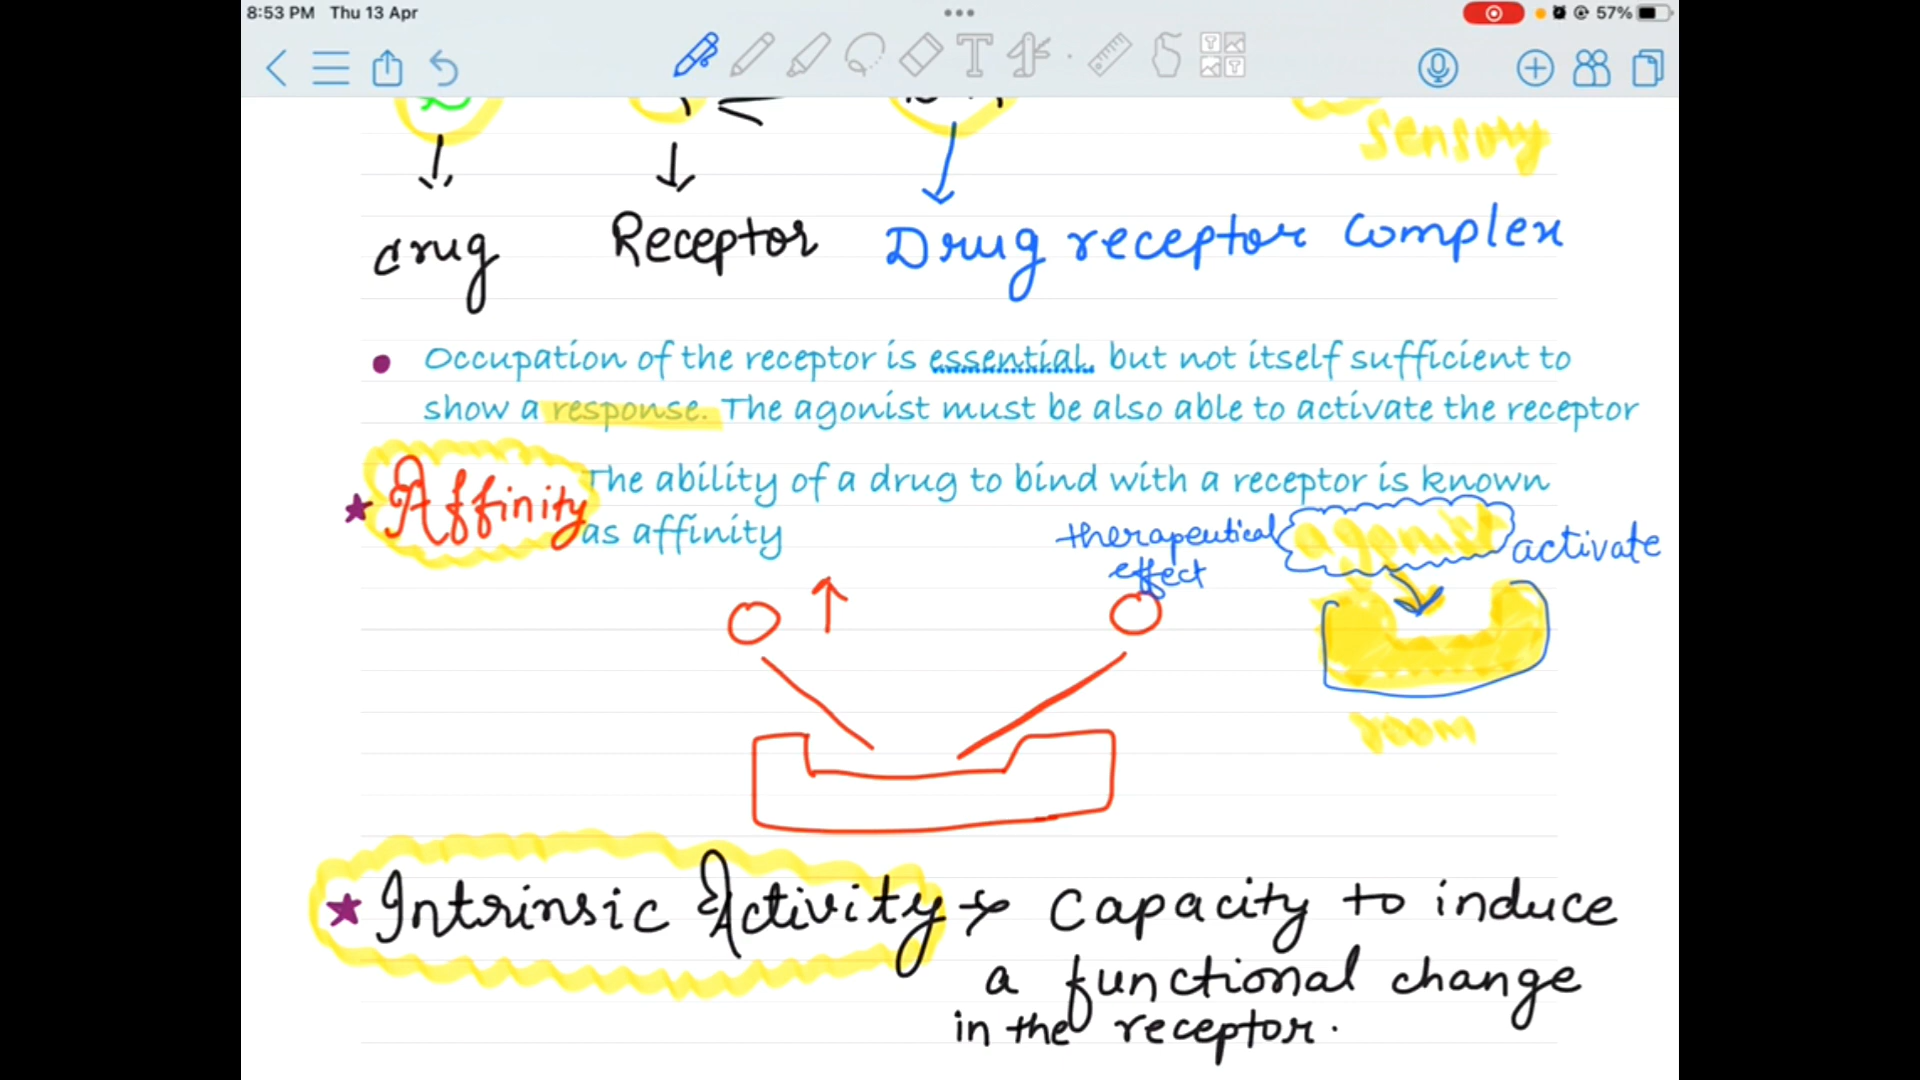 8:53 PM Thu 13 Apr
57%
sensory
drug Receptor Drug receptor Complex
Occupation of the receptor is essential, but not itself sufficient to
show a response. The agonist must be also able to activate the receptor
Affinity The ability of a drug to bind with a receptor is known
as affinity
therapeutical agonist activate
effect
room
Intrinsic Activity → Capacity to induce
a functional change
in the receptor.